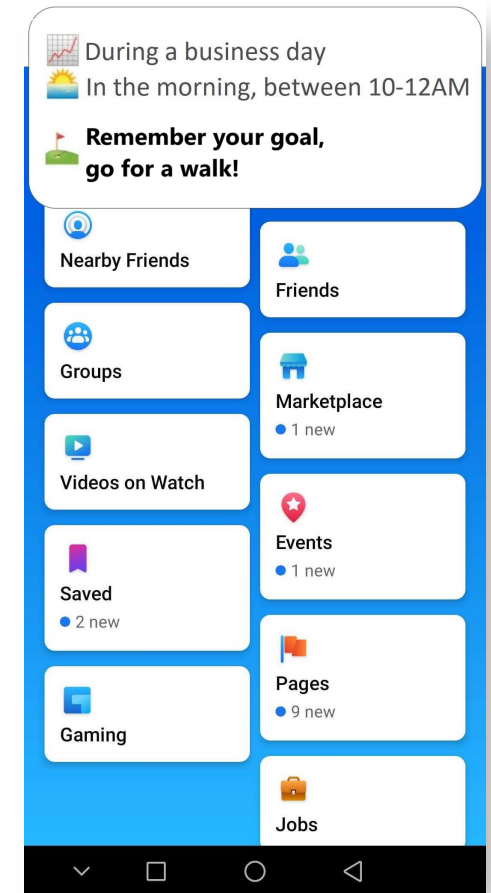 During a business day
In the morning, between 10-12AM
Remember your goal,
go for a walk!
Nearby Friends
Groups
Videos on Watch
Saved
2 new
Gaming
Friends
Marketplace
1 new
Events
1 new
Pages
9 new
Jobs